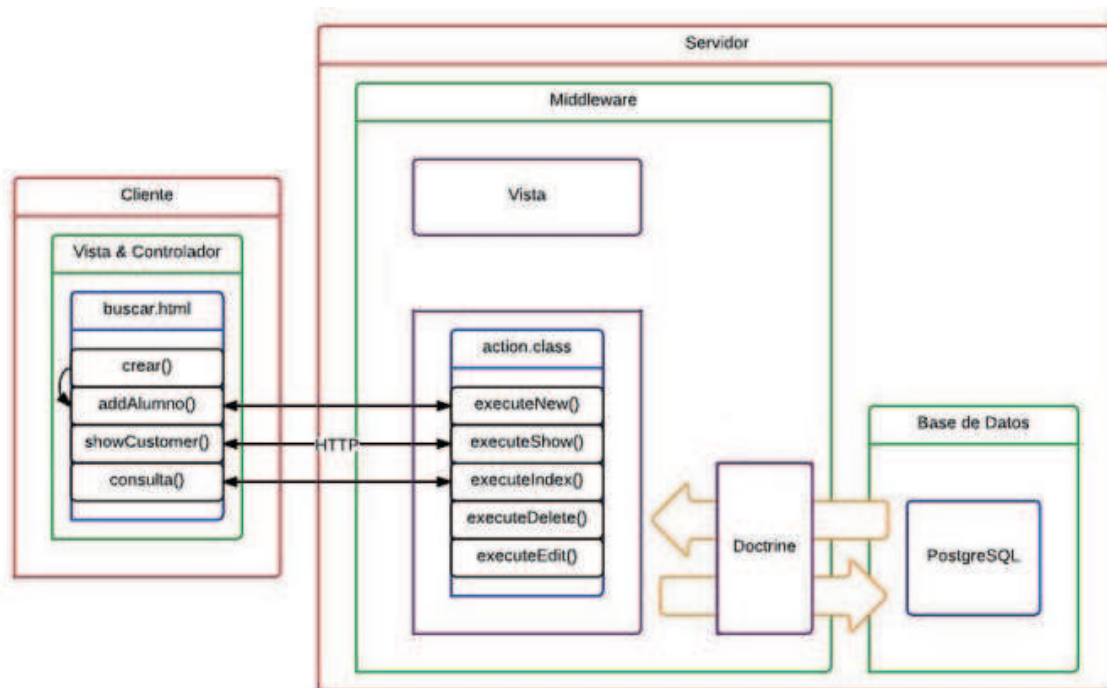 Servidor
Middleware
Vista
Cliente
Vista & Controlador
buscar.html
crear()
addAlumno()
showCustomer()
consulta()
HTTP
action.class
executeNew()
executeShow()
executeIndex()
executeDelete()
executeEdit()
Doctrine
Base de Datos
PostgreSQL